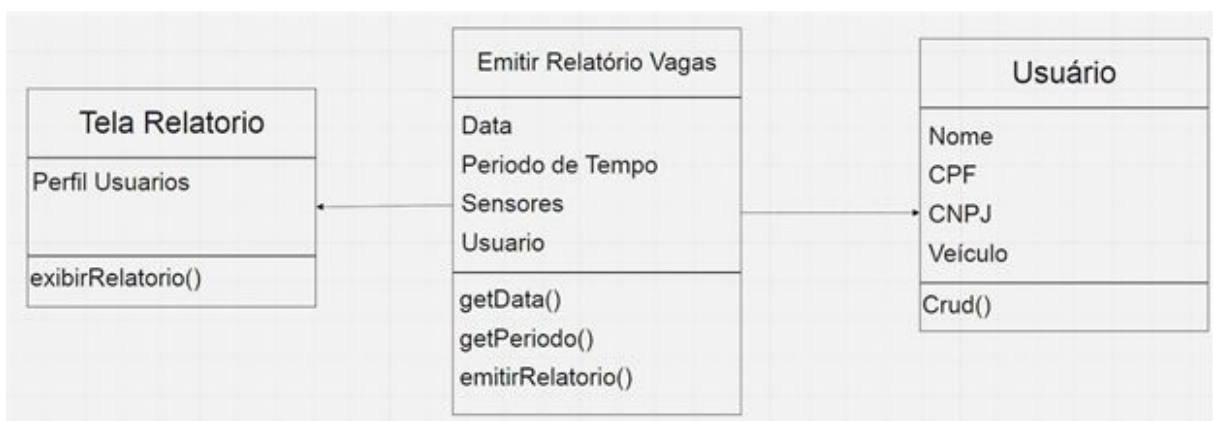 Tela Relatorio
Perfil Usuarios
exibirRelatorio()
Emitir Relatório Vagas
Data
Periodo de Tempo
Sensores
Usuario
getData()
getPeriodo()
emitirRelatorio()
Usuário
Nome
CPF
CNPJ
Veículo
Crud()